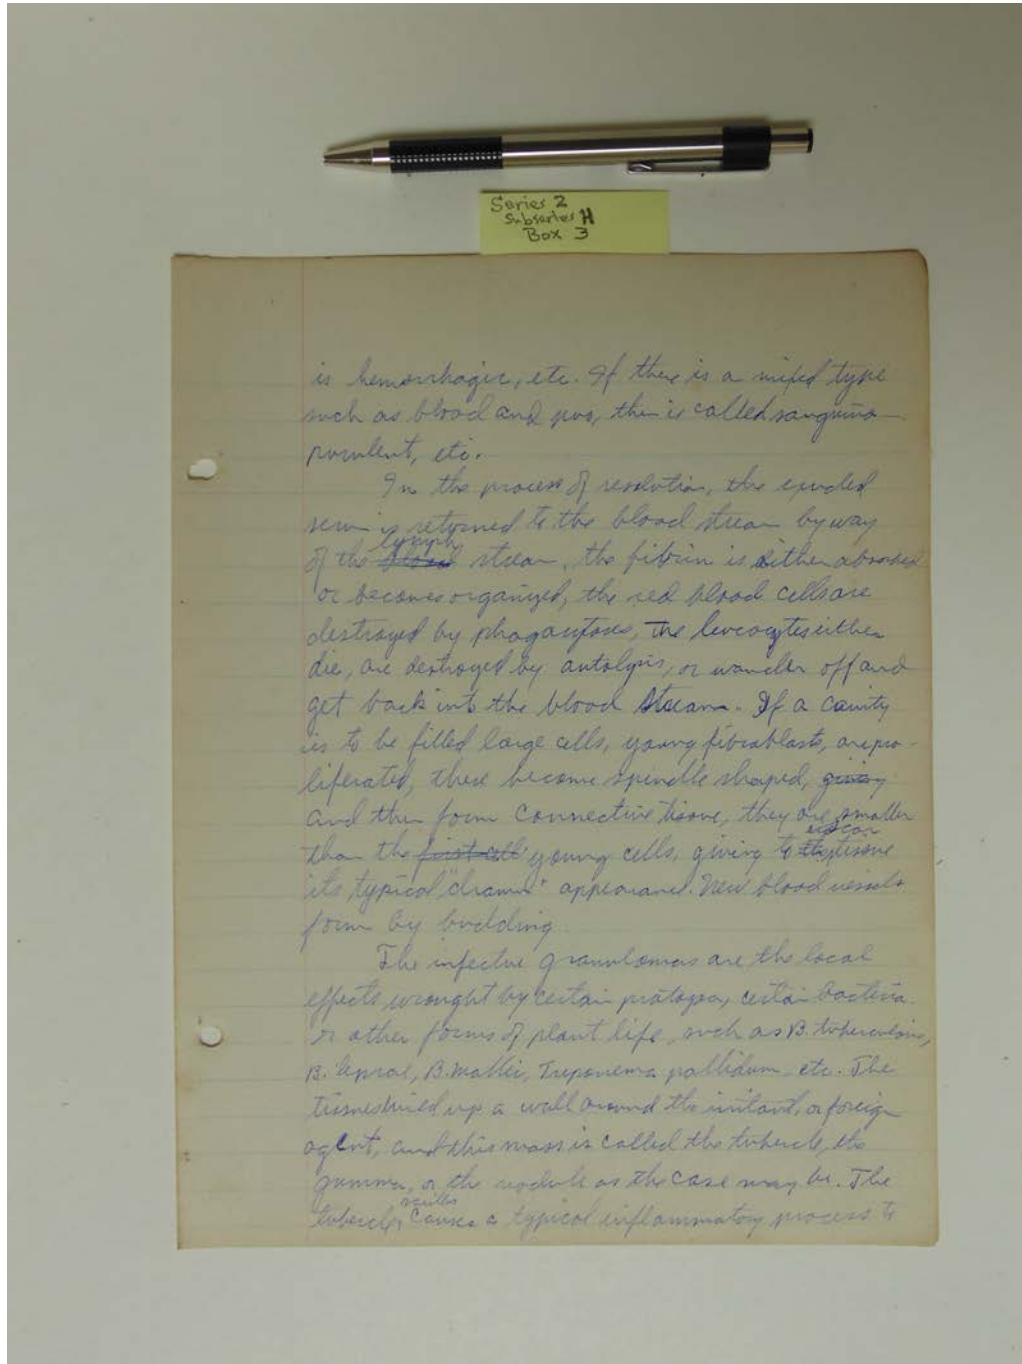 Series 2
Subseries H
Box 3
is hemorrhagic, etc. If there is a mixed type
such as blood and pus, then is called sanguino
purulent, etc.
In the process of resolution, the exuded
serum is returned to the blood stream by way
lymph
of the blood stream, the fibrin is either absorbed
or becomes organized, the red blood cells are
destroyed by phagocytoses, The leucocytes either
die, are destroyed by autolysis, or wander off and
get back into the blood stream. If a cavity
is to be filled large cells, young fibroblasts, are pro-
liferated, these become spindle shaped, giving
and then form connective tissue, they are smaller
scar
than the first cell young cells, giving to the tissue
its typical appearance. New blood vessels
form by budding.
The infective granulomas are the local
effects wrought by certain protozoa, certain bacteria
or other forms of plant life, such as B. tuberculosis,
B. leprae, B. mallei, Treponema pallidum etc. The
up a wall around the irritant, or foreign
agent, and this mass is called the tubercle, the
gumma, or the nodule as the case may be. The
bacillus
tubercle, causes a typical inflammatory process to